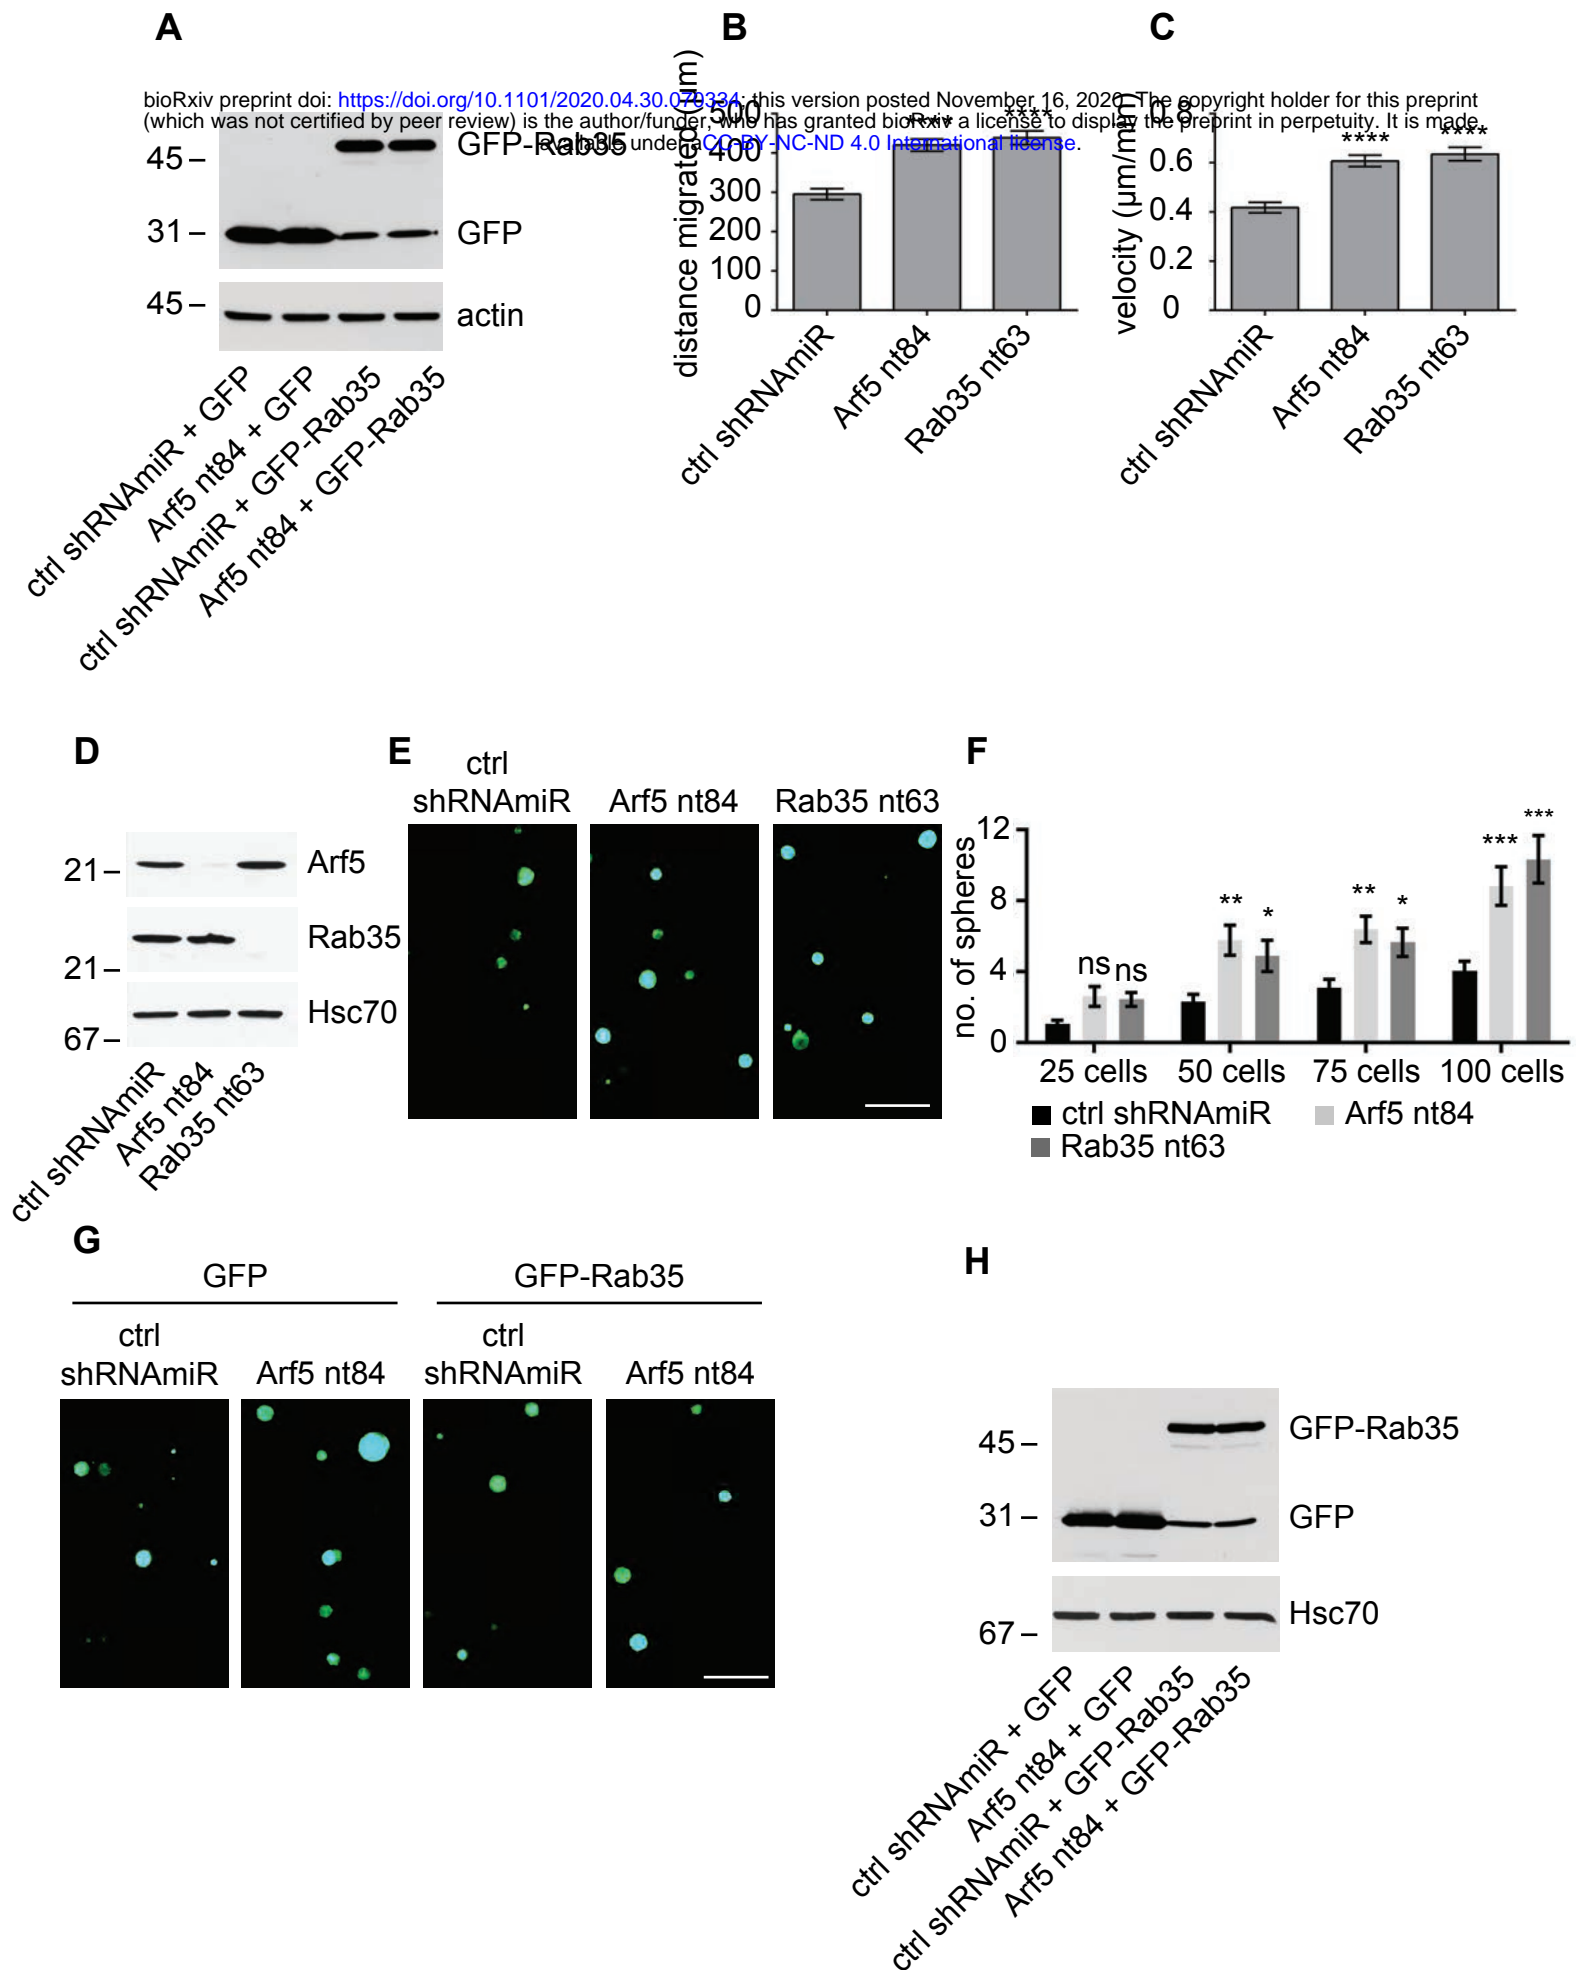 A
B
C
bioRxiv preprint doi: https://doi.org/10.1101/2020.04.30.070334; this version posted November 16, 2020. The copyright holder for this preprint
(which was not certified by peer review) is the author/funder, who has granted bioRxiv a license to display the preprint in perpetuity. It is made
available under aCC-BY-NC-ND 4.0 International license.
45 –
GFP-Rab35
31 –
GFP
45 –
actin
ctrl shRNAmiR + GFP
Arf5 nt84 + GFP
ctrl shRNAmiR + GFP-Rab35
Arf5 nt84 + GFP-Rab35
distance migrated (µm)
500
400
300
200
100
0
****
****
ctrl shRNAmiR
Arf5 nt84
Rab35 nt63
velocity (µm/min)
0.8
0.6
0.4
0.2
0
****
****
ctrl shRNAmiR
Arf5 nt84
Rab35 nt63
D
21 –
Arf5
Rab35
21 –
Hsc70
67 –
ctrl shRNAmiR
Arf5 nt84
Rab35 nt63
E
ctrl
shRNAmiR
Arf5 nt84
Rab35 nt63
F
no. of spheres
12
8
4
0
ns
ns
**
*
**
*
***
***
25 cells
50 cells
75 cells
100 cells
ctrl shRNAmiR
Arf5 nt84
Rab35 nt63
G
GFP
GFP-Rab35
ctrl
shRNAmiR
Arf5 nt84
ctrl
shRNAmiR
Arf5 nt84
H
45 –
GFP-Rab35
31 –
GFP
Hsc70
67 –
ctrl shRNAmiR + GFP
Arf5 nt84 + GFP
ctrl shRNAmiR + GFP-Rab35
Arf5 nt84 + GFP-Rab35